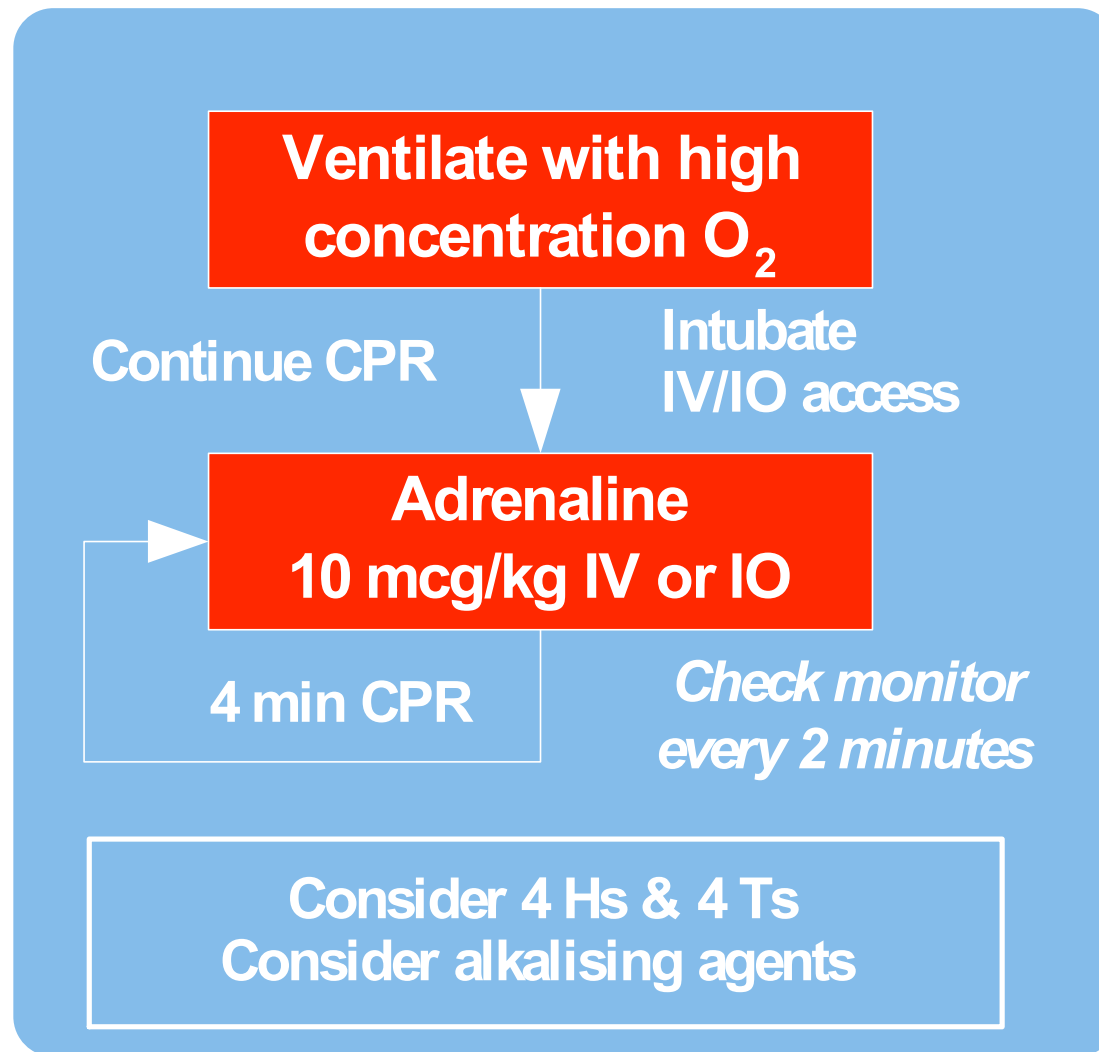 Ventilate with high
concentration O₂
Continue CPR
Intubate
IV/IO access
Adrenaline
10 mcg/kg IV or IO
4 min CPR
Check monitor
every 2 minutes
Consider 4 Hs & 4 Ts
Consider alkalising agents